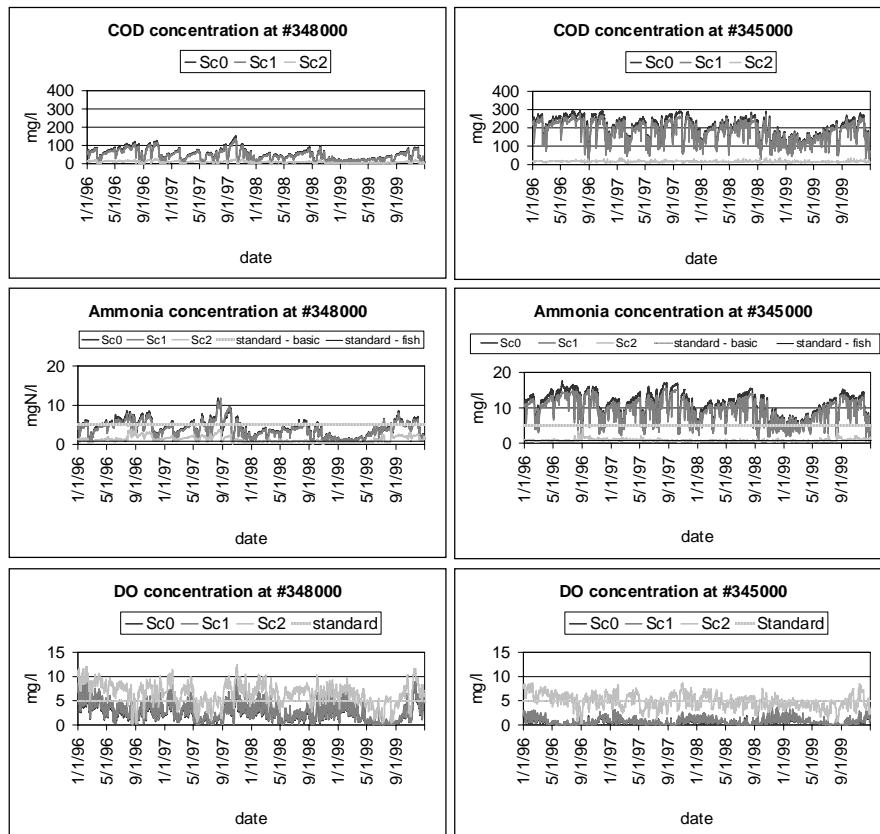 COD concentration at #348000
Sc0 Sc1 Sc2
400
300
200
100
0
mg/l
1/1/96 5/1/96 9/1/96 1/1/97 5/1/97 9/1/97 1/1/98 5/1/98 9/1/98 1/1/99 5/1/99 9/1/99
date
COD concentration at #345000
Sc0 Sc1 Sc2
400
300
200
100
0
mg/l
1/1/96 5/1/96 9/1/96 1/1/97 5/1/97 9/1/97 1/1/98 5/1/98 9/1/98 1/1/99 5/1/99 9/1/99
date
Ammonia concentration at #348000
Sc0 Sc1 Sc2 standard - basic standard - fish
20
10
0
mgN/l
1/1/96 5/1/96 9/1/96 1/1/97 5/1/97 9/1/97 1/1/98 5/1/98 9/1/98 1/1/99 5/1/99 9/1/99
date
Ammonia concentration at #345000
Sc0 Sc1 Sc2 standard - basic standard - fish
20
10
0
mg/l
1/1/96 5/1/96 9/1/96 1/1/97 5/1/97 9/1/97 1/1/98 5/1/98 9/1/98 1/1/99 5/1/99 9/1/99
date
DO concentration at #348000
Sc0 Sc1 Sc2 standard
15
10
5
0
mg/l
1/1/96 5/1/96 9/1/96 1/1/97 5/1/97 9/1/97 1/1/98 5/1/98 9/1/98 1/1/99 5/1/99 9/1/99
date
DO concentration at #345000
Sc0 Sc1 Sc2 Standard
15
10
5
0
mg/l
1/1/96 5/1/96 9/1/96 1/1/97 5/1/97 9/1/97 1/1/98 5/1/98 9/1/98 1/1/99 5/1/99 9/1/99
date